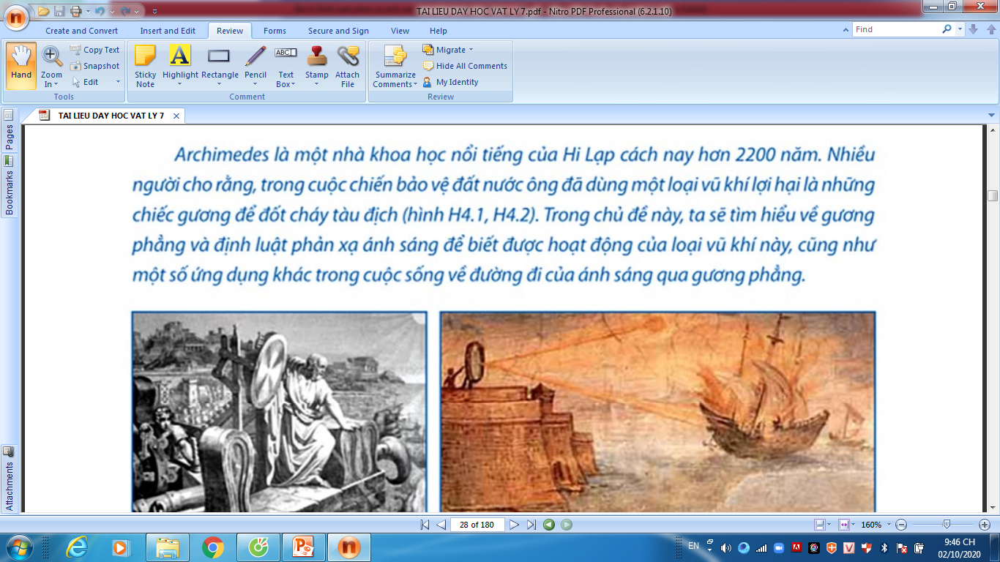 TAI LIEU DAY HOC VAT LY 7.pdf - Nitro PDF Professional (6.2.1.10)
Create and Convert Insert and Edit Review Forms Secure and Sign View Help Find
Copy Text
Snapshot
Edit
Hand Zoom In Sticky Note Highlight Rectangle Pencil Text Box Stamp Attach File Summarize Comments
ABC
Migrate
Hide All Comments
My Identity
Tools Comment Review
TAI LIEU DAY HOC VAT LY 7
Pages
Bookmarks
Attachments
Archimedes là một nhà khoa học nổi tiếng của Hi Lạp cách nay hơn 2200 năm. Nhiều
người cho rằng, trong cuộc chiến bảo vệ đất nước ông đã dùng một loại vũ khí lợi hại là những
chiếc gương để đốt cháy tàu địch (hình H4.1, H4.2). Trong chủ đề này, ta sẽ tìm hiểu về gương
phẳng và định luật phản xạ ánh sáng để biết được hoạt động của loại vũ khí này, cũng như
một số ứng dụng khác trong cuộc sống về đường đi của ánh sáng qua gương phẳng.
28 of 180
160%
EN
9:46 CH
02/10/2020